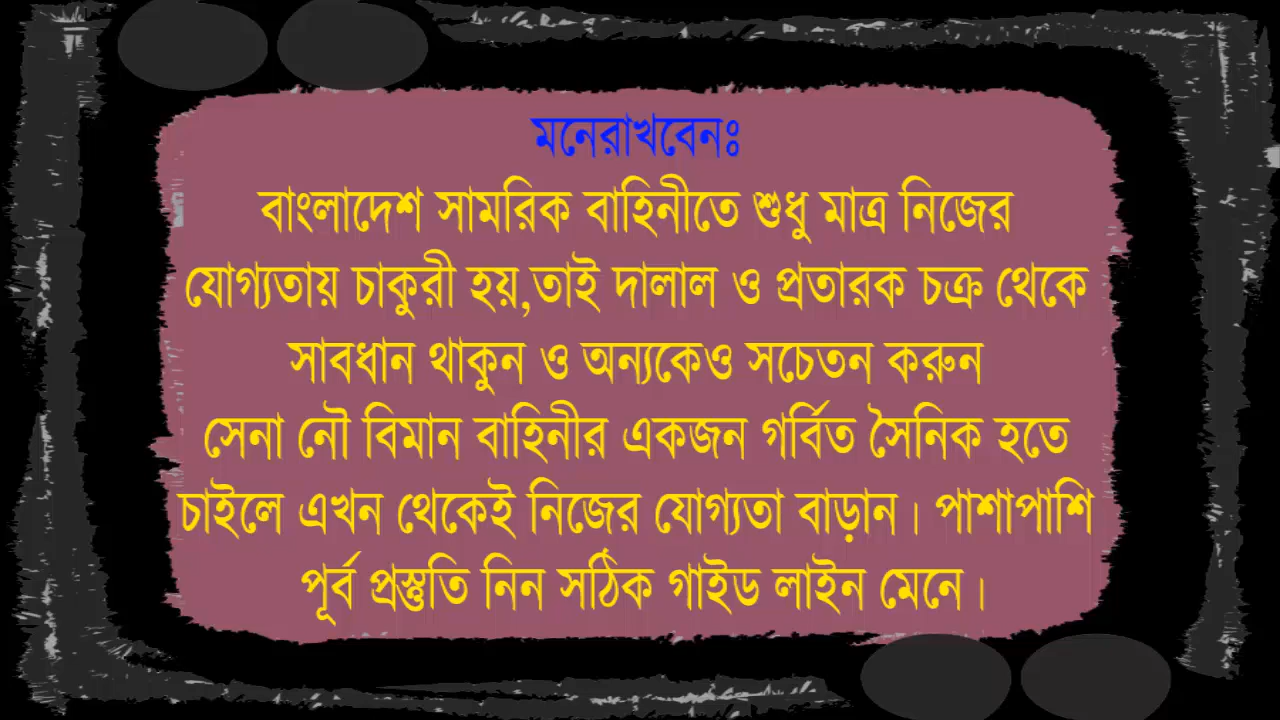 মনেরাখবেনঃ
বাংলাদেশ সামরিক বাহিনীতে শুধু মাত্র নিজের
যোগ্যতায় চাকুরী হয়,তাই দালাল ও প্রতারক চক্র থেকে
সাবধান থাকুন ও অন্যকেও সচেতন করুন
সেনা নৌ বিমান বাহিনীর একজন গর্বিত সৈনিক হতে
চাইলে এখন থেকেই নিজের যোগ্যতা বাড়ান। পাশাপাশি
পূর্ব প্রস্তুতি নিন সঠিক গাইড লাইন মেনে।